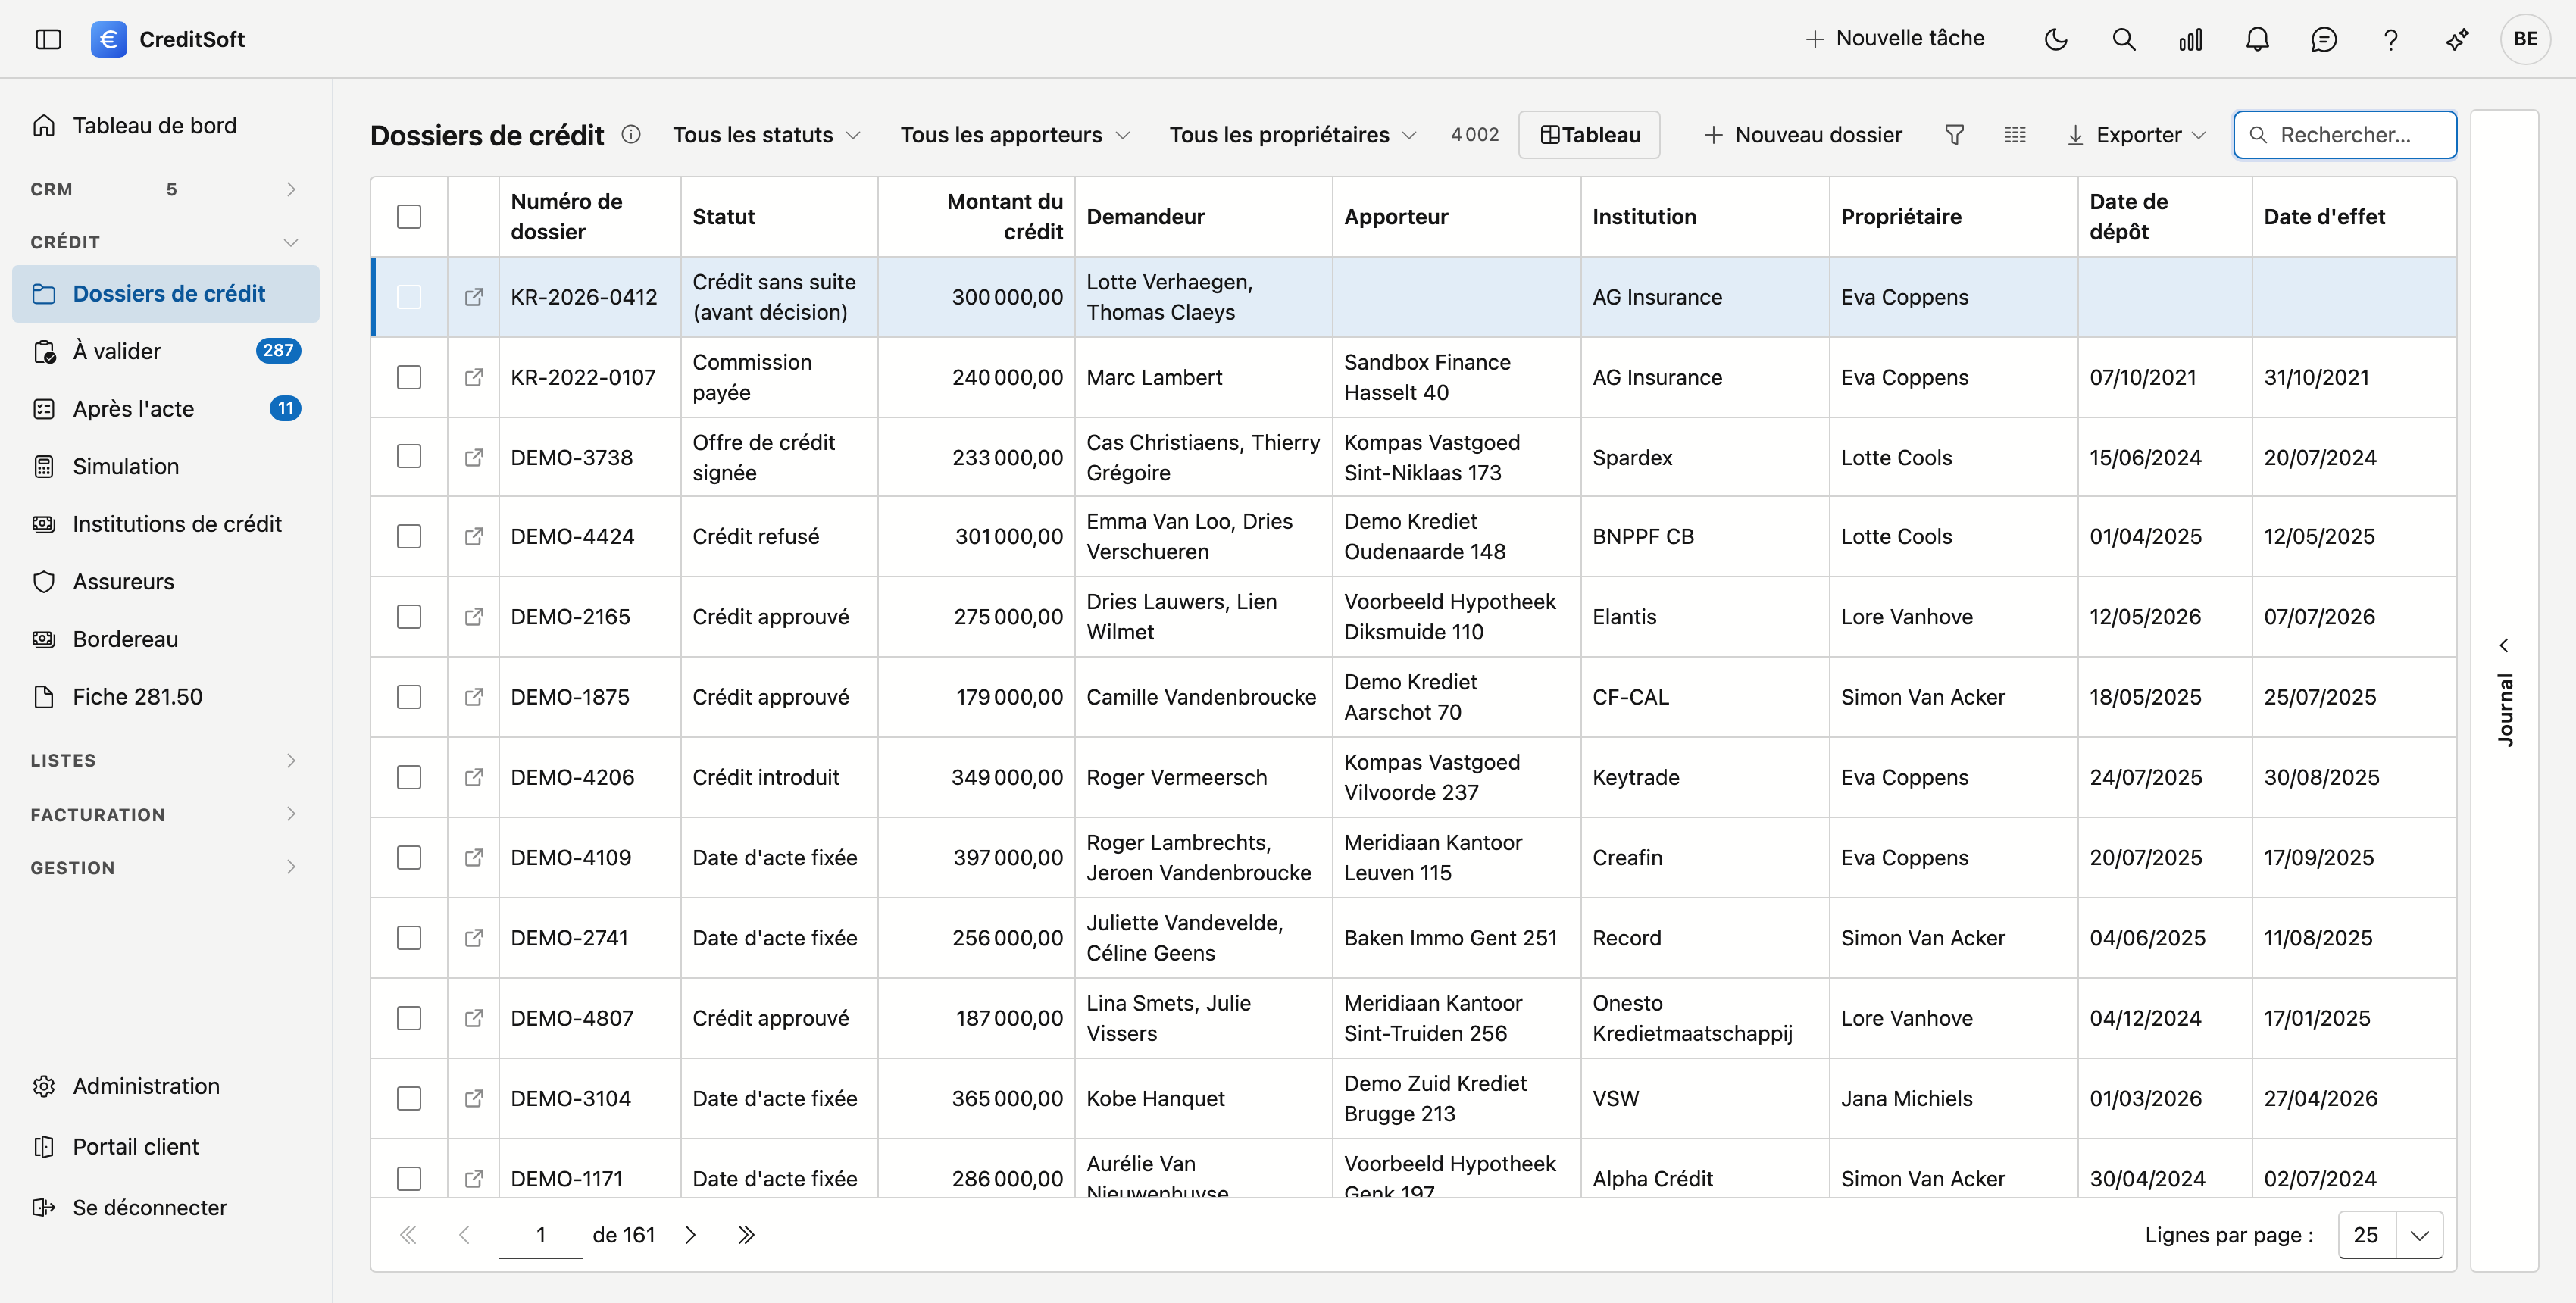 CreditSoft
Nouvelle tâche
BE
Tableau de bord
CRM 5
CRÉDIT
Dossiers de crédit
À valider 287
Après l'acte 11
Simulation
Institutions de crédit
Assureurs
Bordereau
Fiche 281.50
LISTES
FACTURATION
GESTION
Administration
Portail client
Se déconnecter
Dossiers de crédit Tous les statuts Tous les apporteurs Tous les propriétaires 4 002 Tableau Nouveau dossier Exporter Rechercher...
Numéro de dossier Statut Montant du crédit Demandeur Apporteur Institution Propriétaire Date de dépôt Date d'effet
KR-2026-0412 Crédit sans suite (avant décision) 300 000,00 Lotte Verhaegen, Thomas Claeys AG Insurance Eva Coppens
KR-2022-0107 Commission payée 240 000,00 Marc Lambert Sandbox Finance Hasselt 40 AG Insurance Eva Coppens 07/10/2021 31/10/2021
DEMO-3738 Offre de crédit signée 233 000,00 Cas Christiaens, Thierry Grégoire Kompas Vastgoed Sint-Niklaas 173 Spardex Lotte Cools 15/06/2024 20/07/2024
DEMO-4424 Crédit refusé 301 000,00 Emma Van Loo, Dries Verschueren Demo Krediet Oudenaarde 148 BNPPF CB Lotte Cools 01/04/2025 12/05/2025
DEMO-2165 Crédit approuvé 275 000,00 Dries Lauwers, Lien Wilmet Voorbeeld Hypotheek Diksmuide 110 Elantis Lore Vanhove 12/05/2026 07/07/2026
DEMO-1875 Crédit approuvé 179 000,00 Camille Vandenbroucke Demo Krediet Aarschot 70 CF-CAL Simon Van Acker 18/05/2025 25/07/2025
DEMO-4206 Crédit introduit 349 000,00 Roger Vermeersch Kompas Vastgoed Vilvoorde 237 Keytrade Eva Coppens 24/07/2025 30/08/2025
DEMO-4109 Date d'acte fixée 397 000,00 Roger Lambrechts, Jeroen Vandenbroucke Meridiaan Kantoor Leuven 115 Creafin Eva Coppens 20/07/2025 17/09/2025
DEMO-2741 Date d'acte fixée 256 000,00 Juliette Vandevelde, Céline Geens Baken Immo Gent 251 Record Simon Van Acker 04/06/2025 11/08/2025
DEMO-4807 Crédit approuvé 187 000,00 Lina Smets, Julie Vissers Meridiaan Kantoor Sint-Truiden 256 Onesto Kredietmaatschappij Lore Vanhove 04/12/2024 17/01/2025
DEMO-3104 Date d'acte fixée 365 000,00 Kobe Hanquet Demo Zuid Krediet Brugge 213 VSW Jana Michiels 01/03/2026 27/04/2026
DEMO-1171 Date d'acte fixée 286 000,00 Aurélie Van Nieuwenhuyse Voorbeeld Hypotheek Genk 197 Alpha Crédit Simon Van Acker 30/04/2024 02/07/2024
1 de 161
Lignes par page : 25
Journal